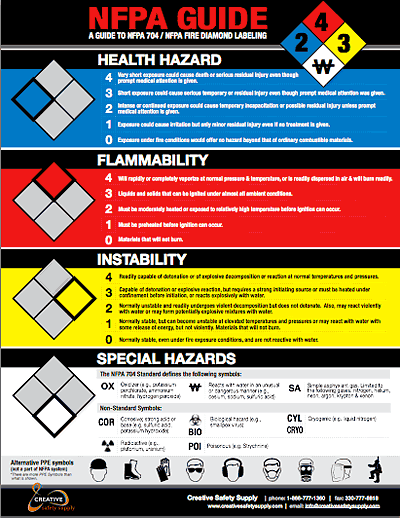 NFPA GUIDE
A GUIDE TO NFPA 704 / NFPA FIRE DIAMOND LABELING
4
2
3
W
HEALTH HAZARD
4 Very short exposure could cause death or serious residual injury even though
prompt medical attention is given.
3 Short exposure could cause serious temporary or residual injury even though prompt medical attention was given.
2 Intense or continued exposure could cause temporary incapacitation or possible residual injury unless prompt
medical attention is given.
1 Exposure could cause irritation but only minor residual injury even if no treatment is given.
0 Exposure under fire conditions would offer no hazard beyond that of ordinary combustible materials.
FLAMMABILITY
4 Will rapidly or completely vaporize at normal pressure & temperature, or is readily dispersed in air & will burn readily.
3 Liquids and solids that can be ignited under almost all ambient conditions.
2 Must be moderately heated or exposed to relatively high temperature before ignition can occur.
1 Must be preheated before ignition can occur.
0 Materials that will not burn.
INSTABILITY
4 Readily capable of detonation or of explosive decomposition or reaction at normal temperatures and pressures.
3 Capable of detonation or explosive reaction, but requires a strong initiating source or must be heated under
confinement before initiation, or reacts explosively with water.
2 Normally unstable and readily undergoes violent decomposition but does not detonate. Also, may react violently
with water or may form potentially explosive mixtures with water.
1 Normally stable, but can become unstable at elevated temperatures and pressures or may react with water with
some release of energy, but not violently. Materials that will not burn.
0 Normally stable, even under fire exposure conditions, and are not reactive with water.
SPECIAL HAZARDS
The NFPA 704 Standard defines the following symbols:
OX Oxidizer (e.g., potassium
perchlorate, ammonium
nitrate, hydrogen peroxide)
W Reacts with water in an unusual
or dangerous manner (e.g.,
cesium, sodium, sulfuric acid)
SA Simple asphyxiant gas. Limited to
the following gases: nitrogen, helium,
neon, argon, krypton & xenon
Non-Standard Symbols:
COR Corrosive; strong acid or
base (e.g. sulfuric acid,
potassium hydroxide)
BIO Biological hazard (e.g.,
smallpox virus)
CYL
CRYO
Cryogenic (e.g. liquid nitrogen)
Radioactive (e.g.,
plutonium, uranium)
POI Poisonous (e.g. Strychnine)
Alternative PPE symbols
(not a part of NFPA system)
*There are more PPE Symbols than
what is shown.
CREATIVE
safety supply
Creative Safety Supply | phone: 1-866-777-1360 | fax: 330-777-8818
www.creativesafetysupply.com | email: info@creativesafetysupply.com